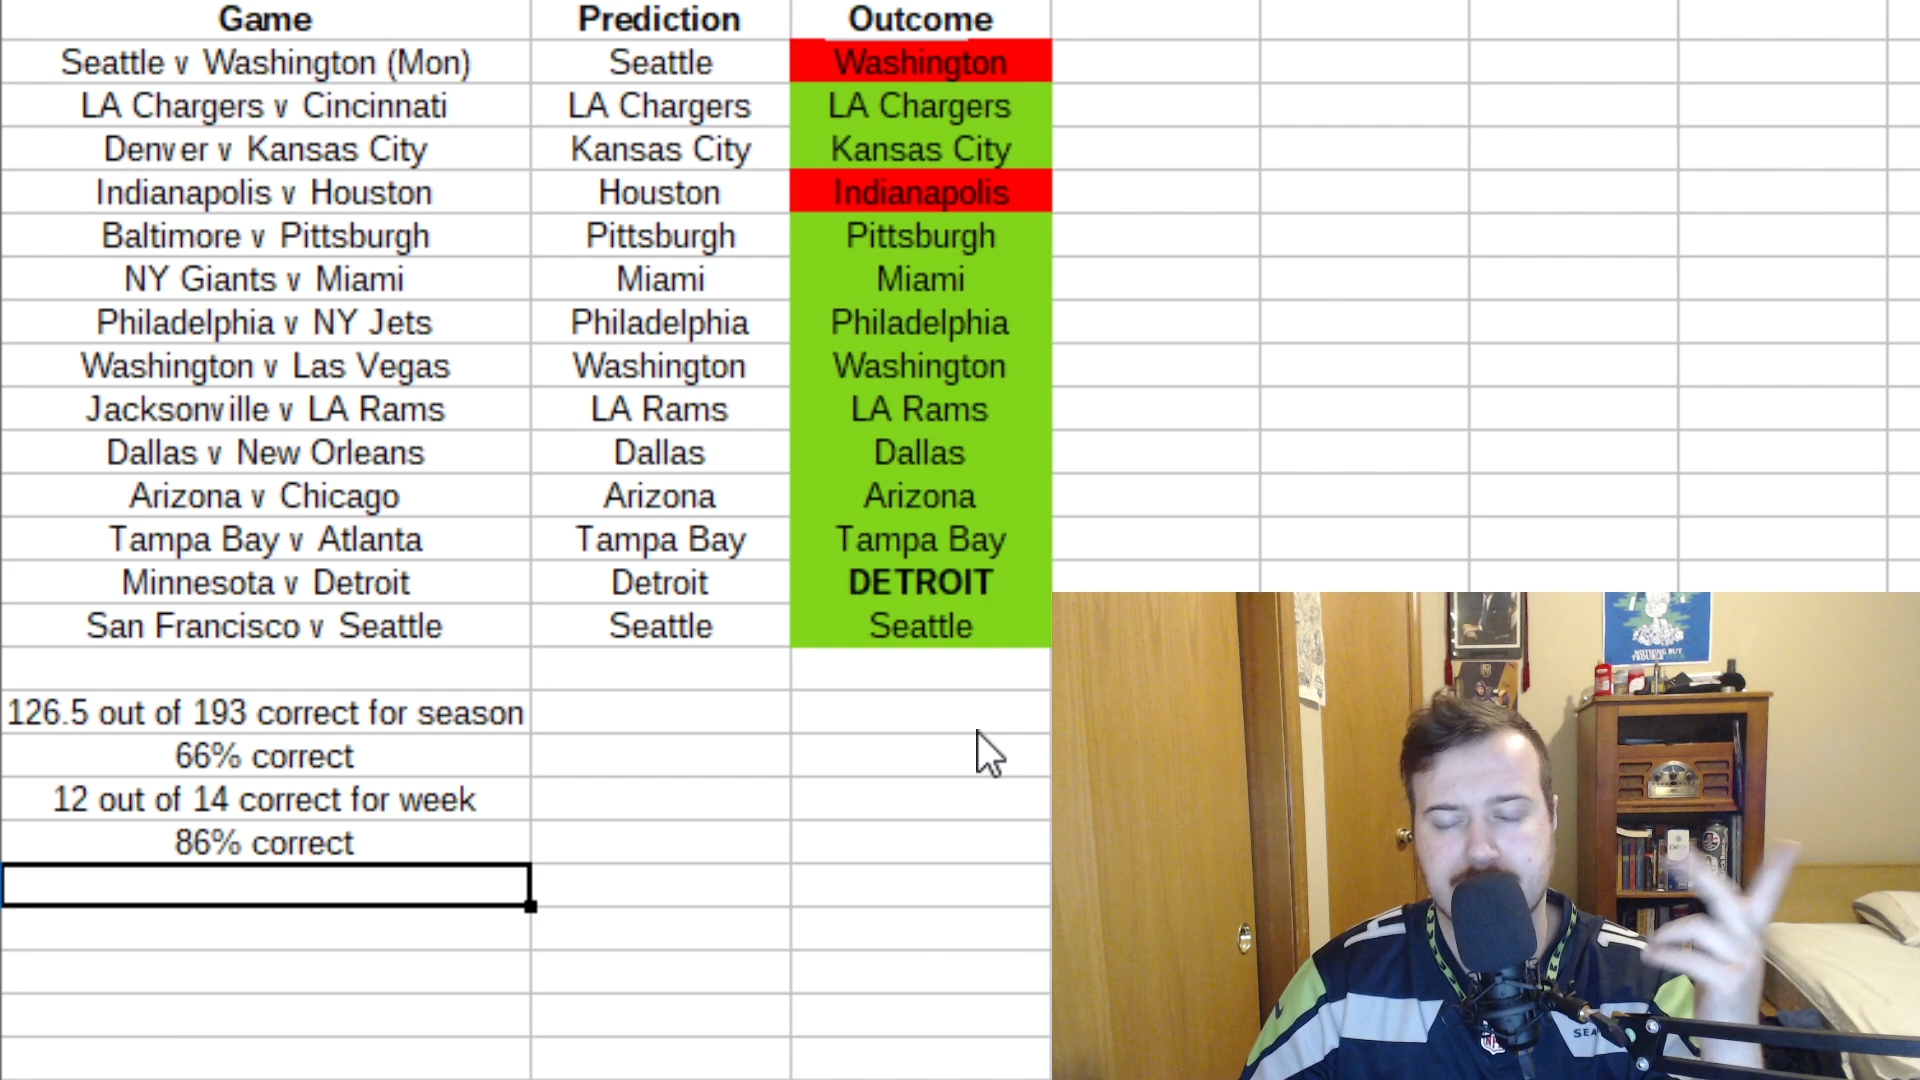 Game Prediction Outcome
Seattle v Washington (Mon) Seattle Washington
LA Chargers v Cincinnati LA Chargers LA Chargers
Denver v Kansas City Kansas City Kansas City
Indianapolis v Houston Houston Indianapolis
Baltimore v Pittsburgh Pittsburgh Pittsburgh
NY Giants v Miami Miami Miami
Philadelphia v NY Jets Philadelphia Philadelphia
Washington v Las Vegas Washington Washington
Jacksonville v LA Rams LA Rams LA Rams
Dallas v New Orleans Dallas Dallas
Arizona v Chicago Arizona Arizona
Tampa Bay v Atlanta Tampa Bay Tampa Bay
Minnesota v Detroit Detroit DETROIT
San Francisco v Seattle Seattle Seattle
126.5 out of 193 correct for season
66% correct
12 out of 14 correct for week
86% correct
NOTHING BUT
TROUBLE
SEA